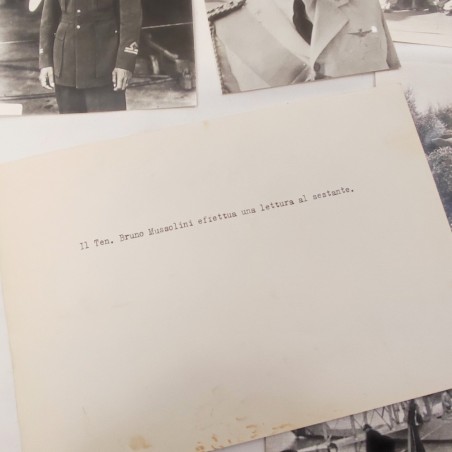 Il Ten. Bruno Mussolini effettua una lettura al sestante.